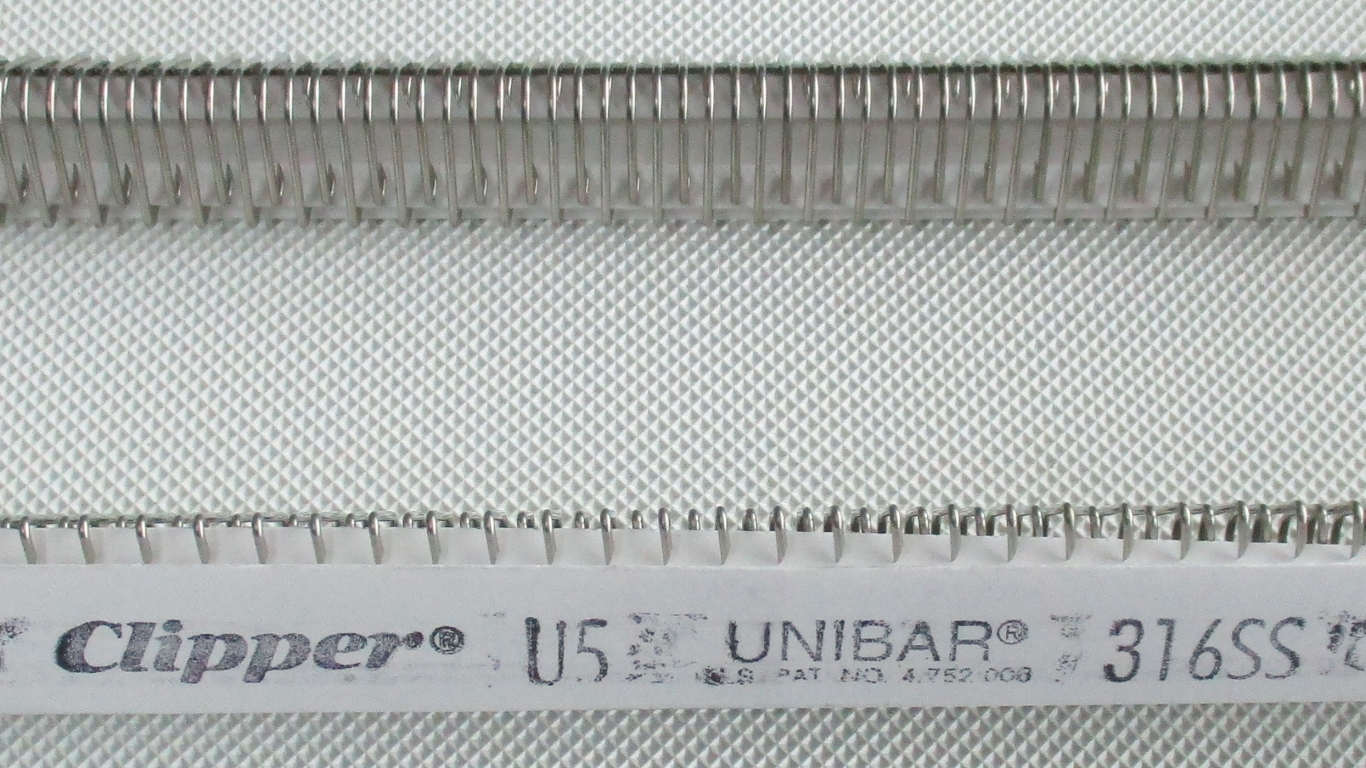 Clipper® U5 UNIBAR® 316SS
PAT. NO. 4,752,008